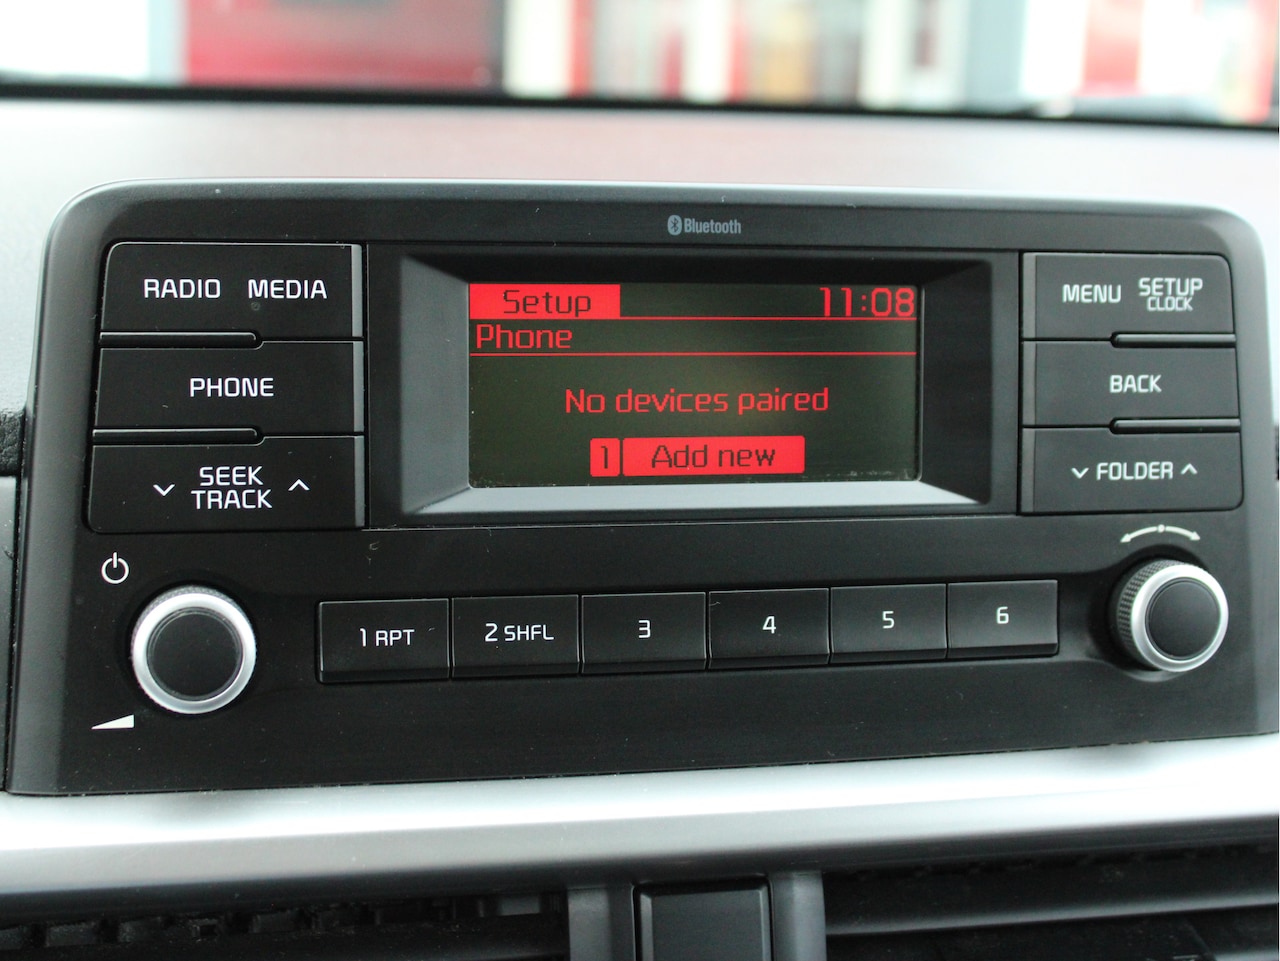 Bluetooth
RADIO MEDIA
Setup 11:08
MENU SETUP
CLOCK
Phone
PHONE
No devices paired
BACK
1 Add new
SEEK
TRACK
FOLDER
1 RPT 2 SHFL 3 4 5 6